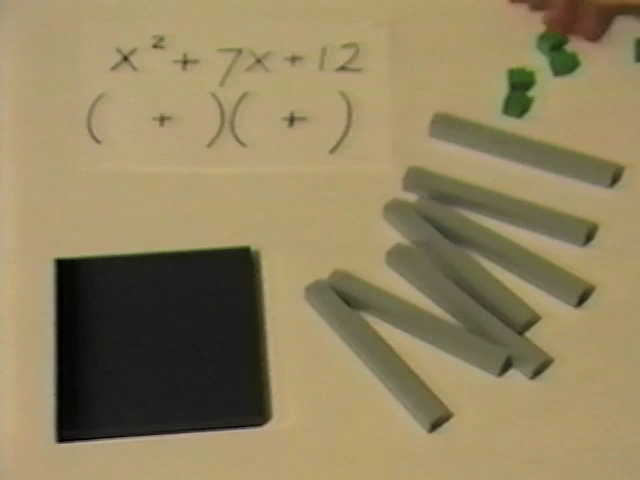 x² + 7x + 12
( + )( + )